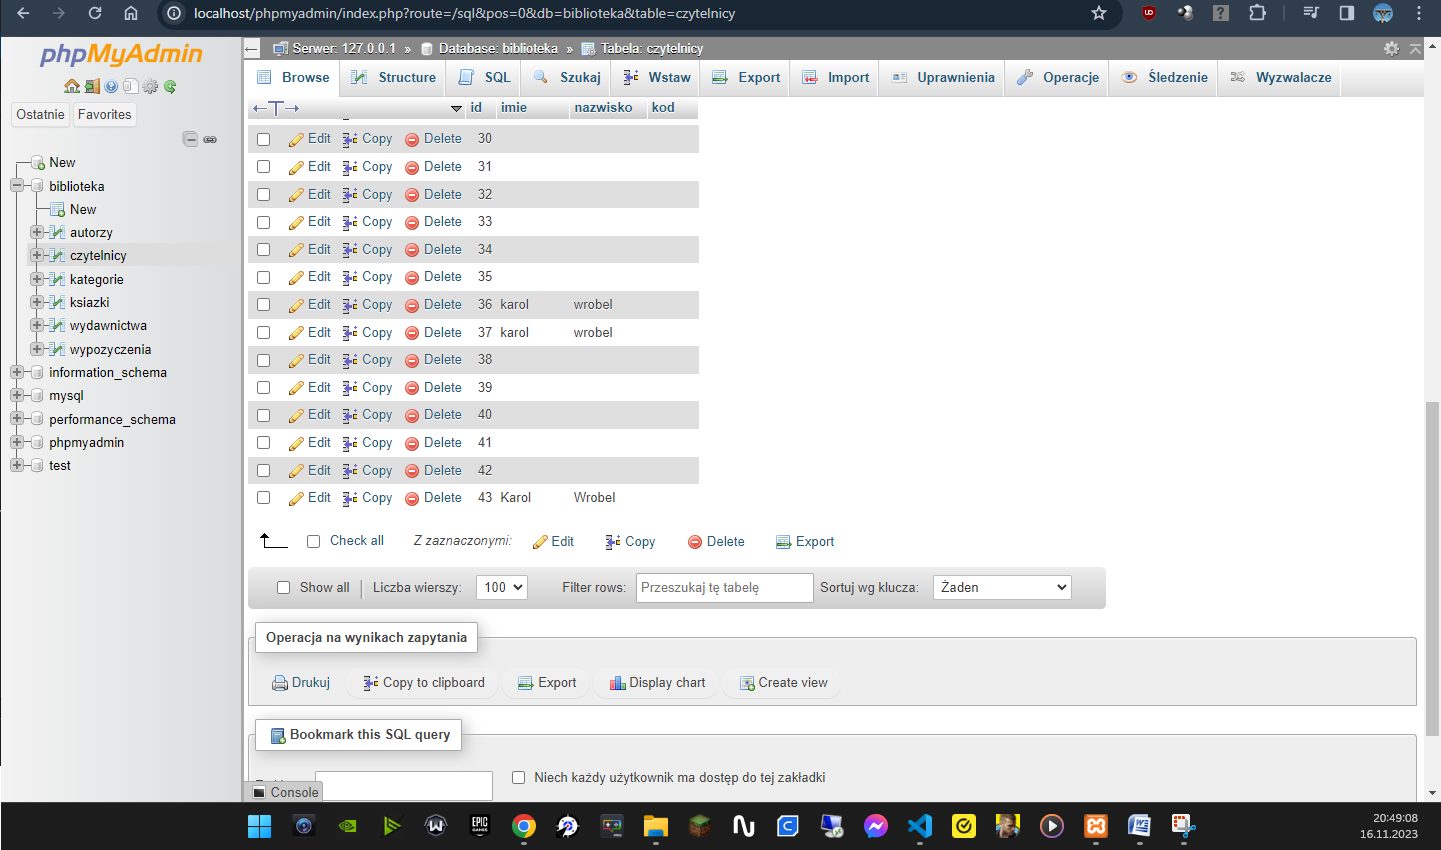 localhost/phpmyadmin/index.php?route=/sql&pos=0&db=biblioteka&table=czytelnicy
phpMyAdmin
Ostatnie Favorites
New
biblioteka
New
autorzy
czytelnicy
kategorie
ksiazki
wydawnictwa
wypozyczenia
information_schema
mysql
performance_schema
phpmyadmin
test
Serwer: 127.0.0.1 » Database: biblioteka » Tabela: czytelnicy
Browse Structure SQL Szukaj Wstaw Export Import Uprawnienia Operacje Śledzenie Wyzwalacze
id imie nazwisko kod
Edit Copy Delete 30
Edit Copy Delete 31
Edit Copy Delete 32
Edit Copy Delete 33
Edit Copy Delete 34
Edit Copy Delete 35
Edit Copy Delete 36 karol wrobel
Edit Copy Delete 37 karol wrobel
Edit Copy Delete 38
Edit Copy Delete 39
Edit Copy Delete 40
Edit Copy Delete 41
Edit Copy Delete 42
Edit Copy Delete 43 Karol Wrobel
Check all Z zaznaczonymi: Edit Copy Delete Export
Show all Liczba wierszy: 100 Filter rows: Przeszukaj tę tabelę Sortuj wg klucza: Żaden
Operacja na wynikach zapytania
Drukuj Copy to clipboard Export Display chart Create view
Bookmark this SQL query
Niech każdy użytkownik ma dostęp do tej zakładki
Console
EPIC GAMES
20:49:08
16.11.2023